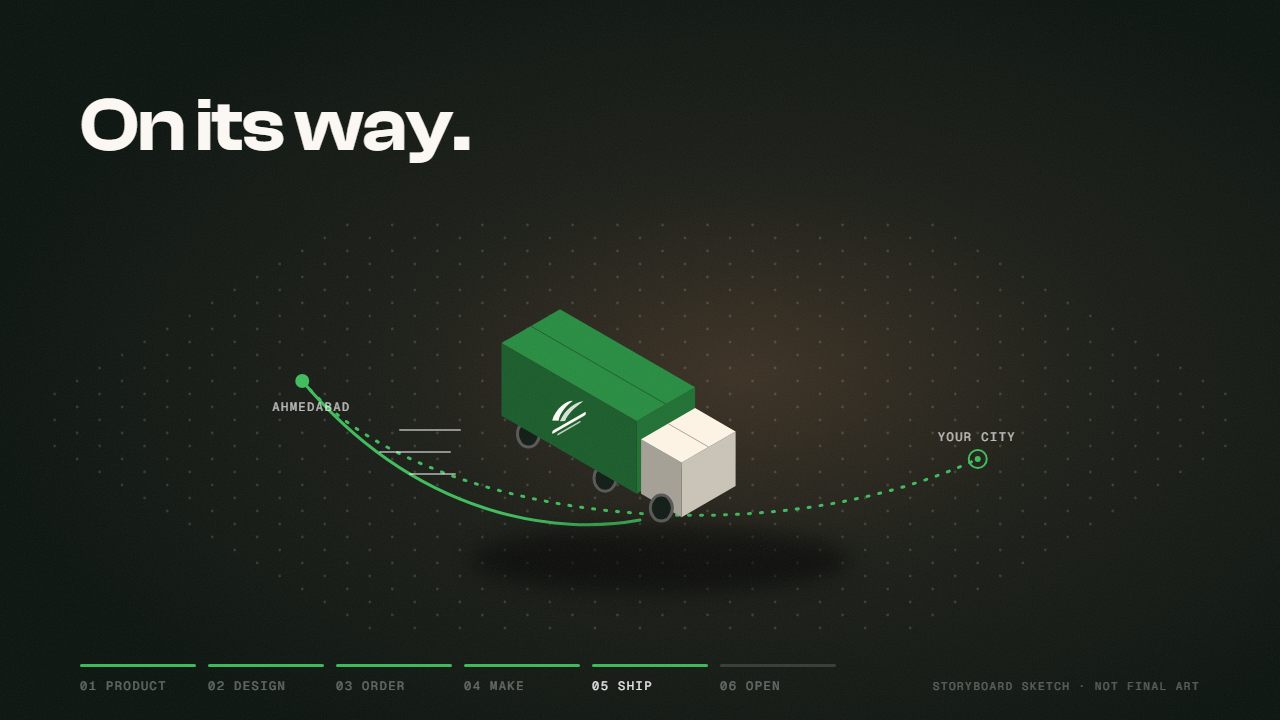 On its way.
AHMEDABAD
YOUR CITY
01 PRODUCT
02 DESIGN
03 ORDER
04 MAKE
05 SHIP
06 OPEN
STORYBOARD SKETCH · NOT FINAL ART